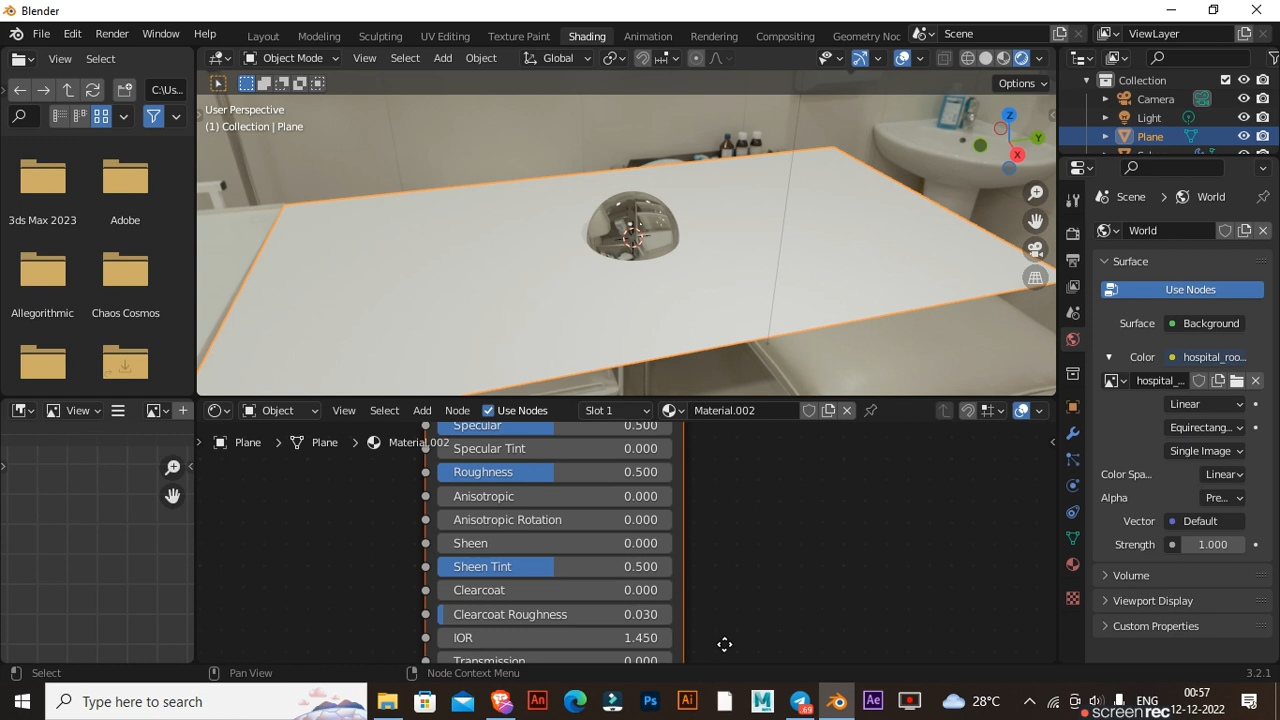 Blender
File
Edit
Render
Window
Help
Layout
Modeling
Sculpting
UV Editing
Texture Paint
Shading
Animation
Rendering
Compositing
Geometry Noc
Scene
ViewLayer
View
Select
Object Mode
View
Select
Add
Object
Global
C:\Us...
Options
User Perspective
(1) Collection | Plane
Z
Y
X
3ds Max 2023
Adobe
Allegorithmic
Chaos Cosmos
Collection
Camera
Light
Plane
Scene
World
World
Surface
Use Nodes
Surface:
Background
Color
hospital_roo...
hospital_...
Linear
Equirectang...
Single Image
Color Spa...
Linear
Alpha
Pre...
Vector
Default
Strength
1.000
Volume
Viewport Display
Custom Properties
View
Object
View
Select
Add
Node
Use Nodes
Slot 1
Material.002
Plane
Plane
Material.002
Specular 0.500
Specular Tint 0.000
Roughness 0.500
Anisotropic 0.000
Anisotropic Rotation 0.000
Sheen 0.000
Sheen Tint 0.500
Clearcoat 0.000
Clearcoat Roughness 0.030
IOR 1.450
Transmission 0.000
Select
Pan View
Node Context Menu
3.2.1
Type here to search
An
Ps
Ai
M
69
Ae
28°C
ENG
00:57
12-12-2022
screenrec